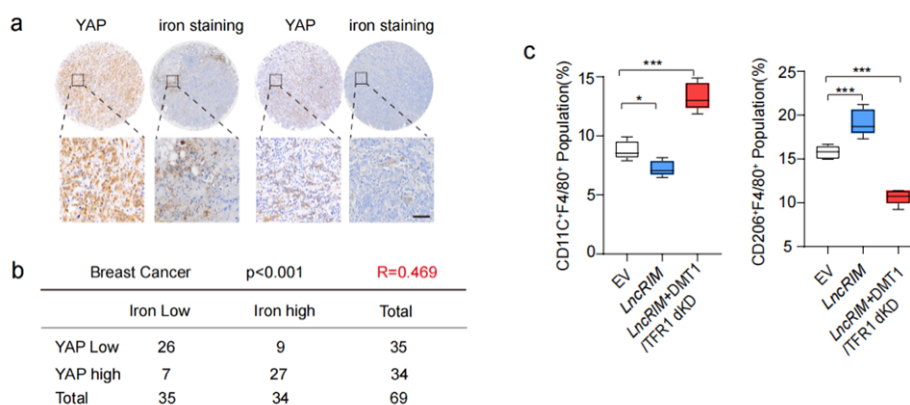 a
YAP iron staining YAP iron staining
b
Breast Cancer p<0.001 R=0.469
Iron Low Iron high Total
YAP Low 26 9 35
YAP high 7 27 34
Total 35 34 69
c
CD11C⁺F4/80⁺ Population(%)
15
10
5
0
***
*
EV
LncRIM
LncRIM+DMT1
/TFR1 dKD
CD206⁺F4/80⁺ Population(%)
25
20
15
10
5
***
***
EV
LncRIM
LncRIM+DMT1
/TFR1 dKD